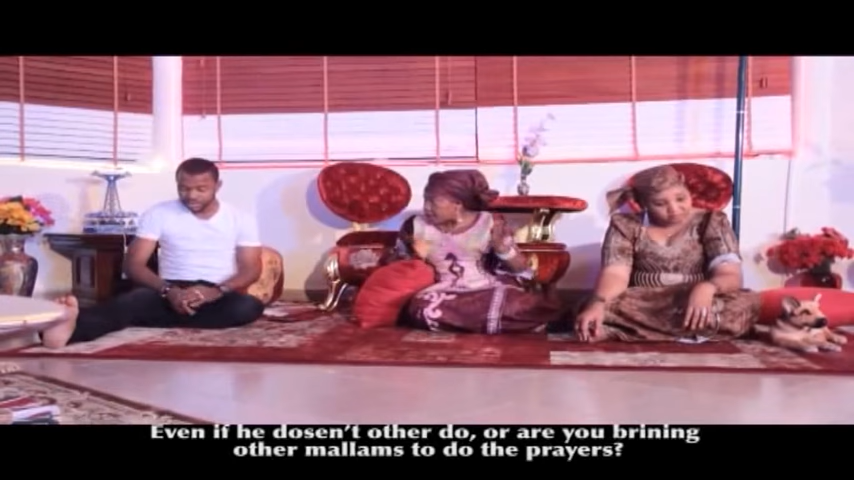 Even if he dosen't other do, or are you brining
other mallams to do the prayers?